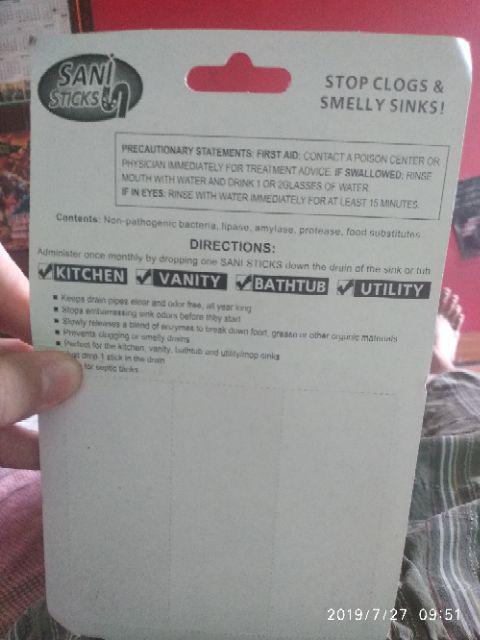 SANI
STICKS
STOP CLOGS &
SMELLY SINKS!
PRECAUTIONARY STATEMENTS: FIRST AID: CONTACT A POISON CENTER OR
PHYSICIAN IMMEDIATELY FOR TREATMENT ADVICE. IF SWALLOWED: RINSE
MOUTH WITH WATER AND DRINK 1 OR 2GLASSES OF WATER.
IF IN EYES: RINSE WITH WATER IMMEDIATELY FOR AT LEAST 15 MINUTES.
Contents: Non-pathogenic bacteria, lipase, amylase, protease, food substitutes
DIRECTIONS:
Administer once monthly by dropping one SANI STICKS down the drain of the sink or tub
KITCHEN VANITY BATHTUB UTILITY
Keeps drain pipes clear and odor free, all year long
Stops embarrassing sink odors before they start
Slowly releases a blend of enzymes to break down food, grease or other organic materials
Prevents clogging or smelly drains
Perfect for the kitchen, vanity, bathtub and utility/mop sinks
drop 1 stick in the drain
for septic tanks
2019/7/27 09:51